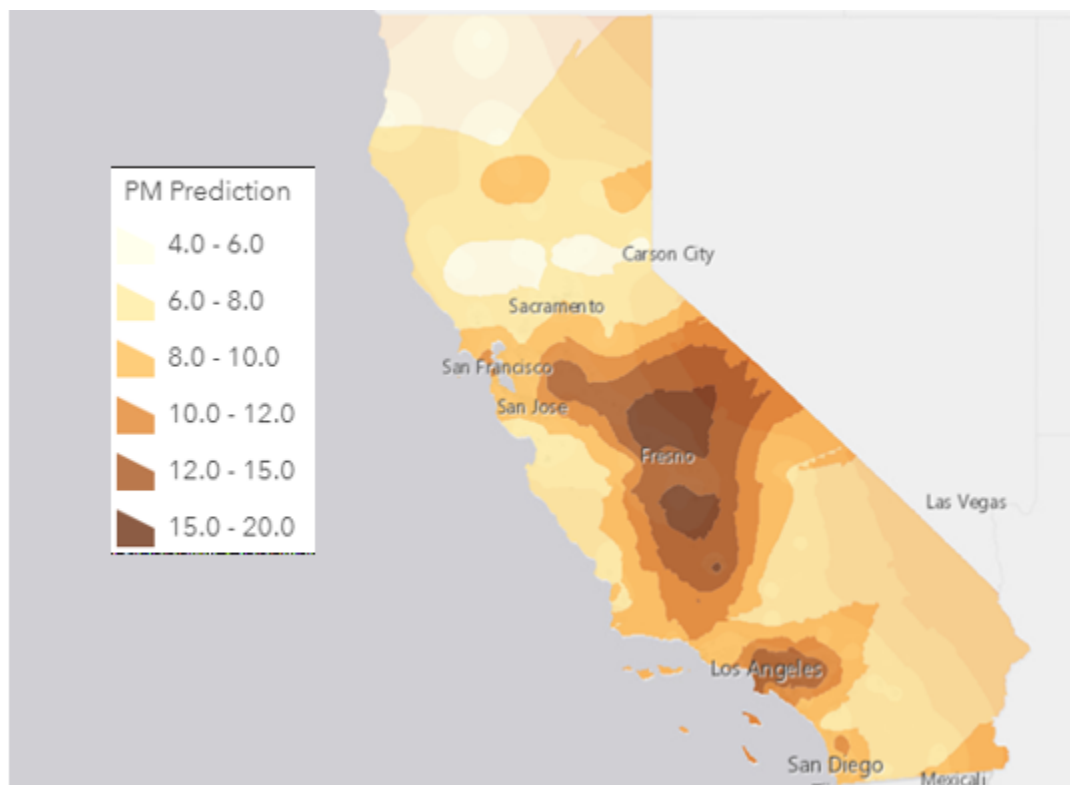 PM Prediction
4.0 - 6.0
6.0 - 8.0
8.0 - 10.0
10.0 - 12.0
12.0 - 15.0
15.0 - 20.0
Carson City
Sacramento
San Francisco
San Jose
Fresno
Las Vegas
Los Angeles
San Diego
Mexicali